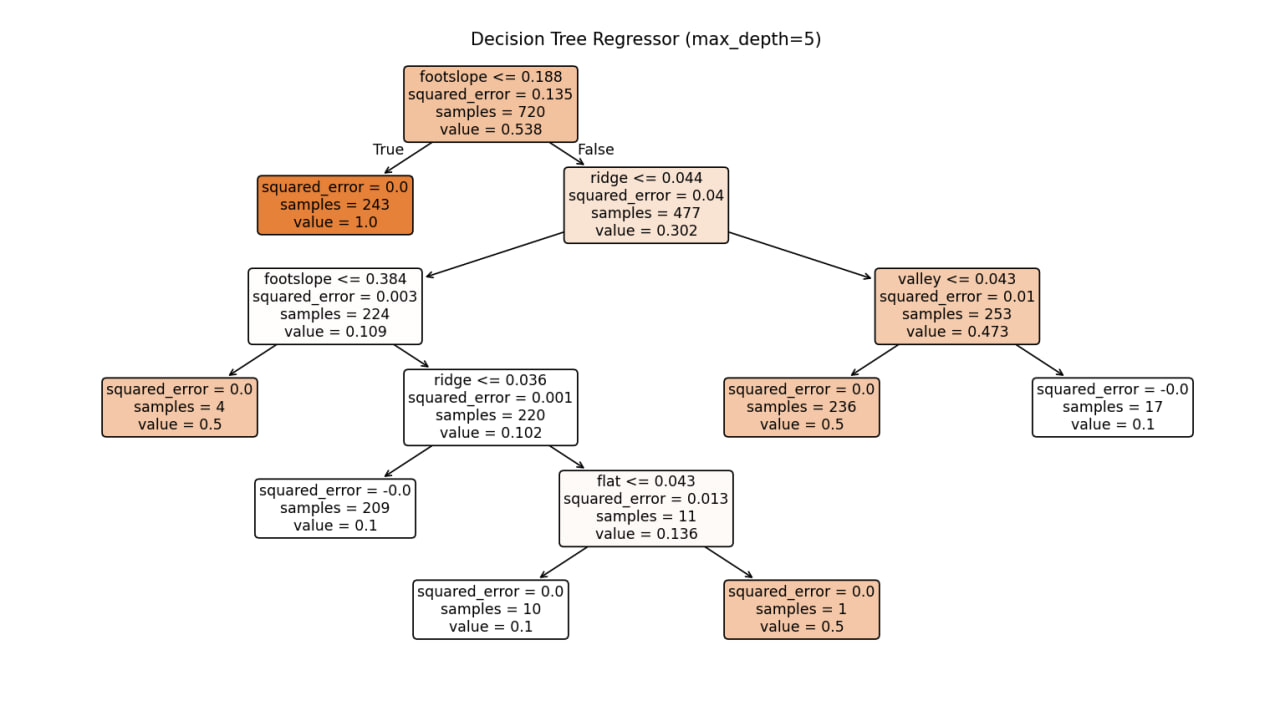 Decision Tree Regressor (max_depth=5)
footslope <= 0.188
squared_error = 0.135
samples = 720
value = 0.538
True
False
squared_error = 0.0
samples = 243
value = 1.0
ridge <= 0.044
squared_error = 0.04
samples = 477
value = 0.302
footslope <= 0.384
squared_error = 0.003
samples = 224
value = 0.109
valley <= 0.043
squared_error = 0.01
samples = 253
value = 0.473
squared_error = 0.0
samples = 4
value = 0.5
ridge <= 0.036
squared_error = 0.001
samples = 220
value = 0.102
squared_error = 0.0
samples = 236
value = 0.5
squared_error = -0.0
samples = 17
value = 0.1
squared_error = -0.0
samples = 209
value = 0.1
flat <= 0.043
squared_error = 0.013
samples = 11
value = 0.136
squared_error = 0.0
samples = 10
value = 0.1
squared_error = 0.0
samples = 1
value = 0.5